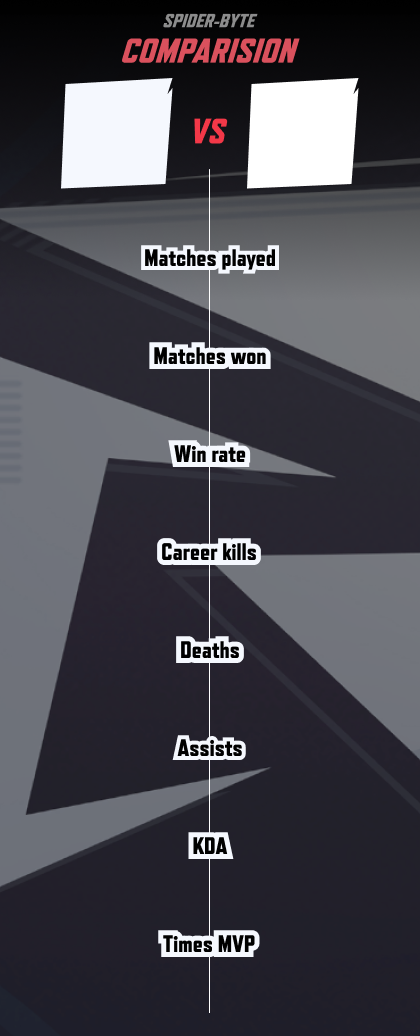 SPIDER-BYTE
COMPARISION
VS
Matches played
Matches won
Win rate
Career kills
Deaths
Assists
KDA
Times MVP